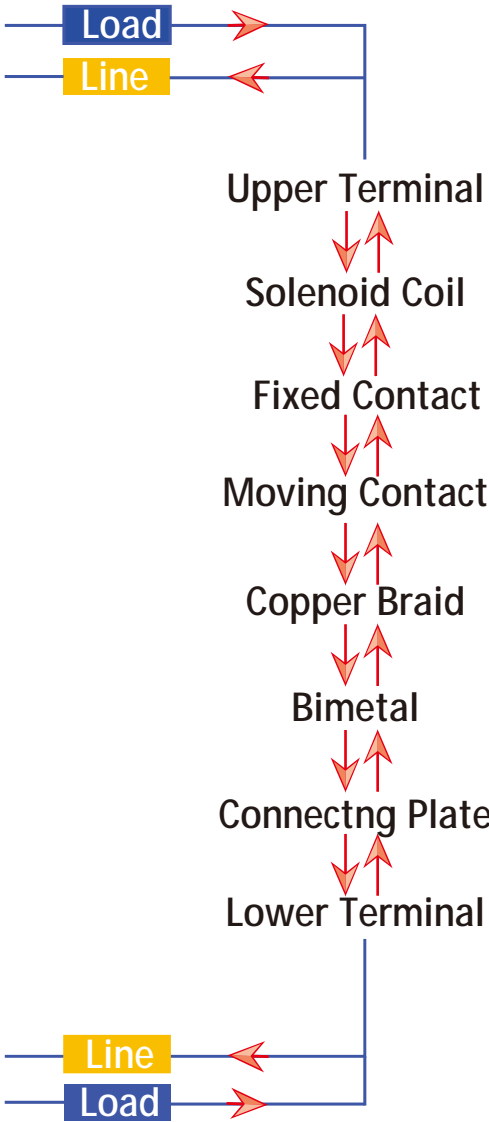 Load
Line
Upper Terminal
Solenoid Coil
Fixed Contact
Moving Contact
Copper Braid
Bimetal
Connectng Plate
Lower Terminal
Line
Load